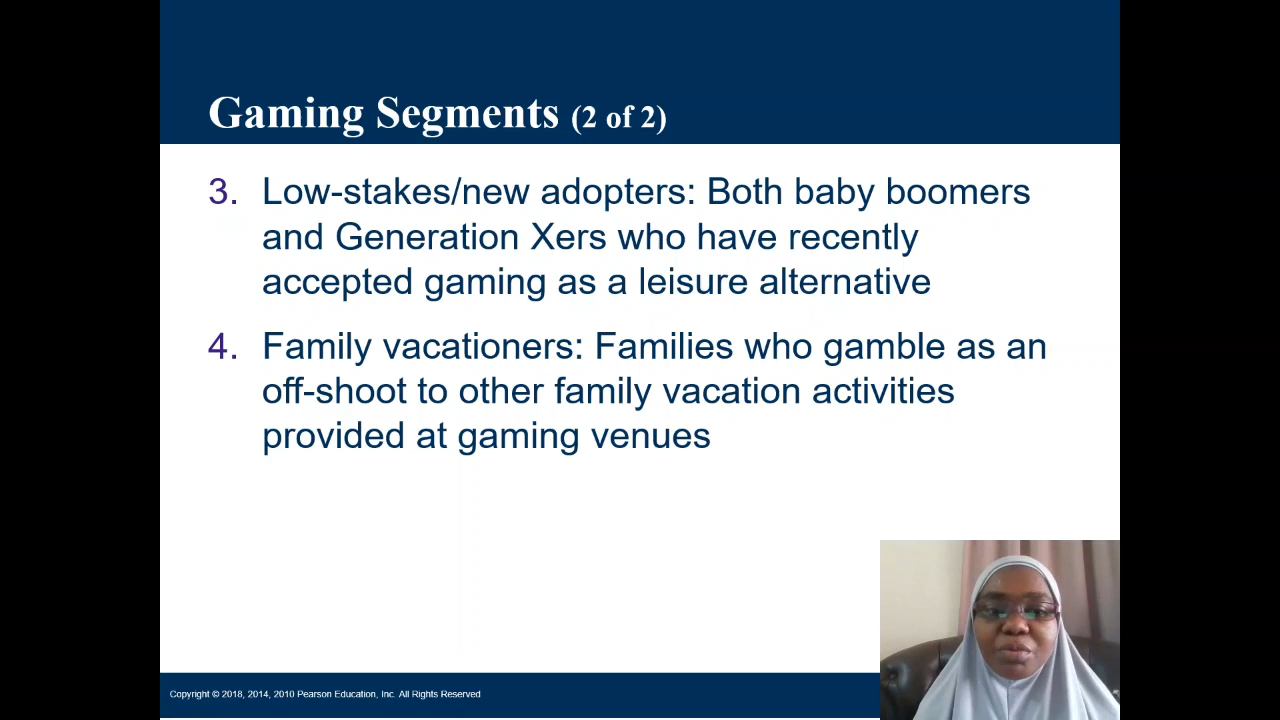 Gaming Segments (2 of 2)
3. Low-stakes/new adopters: Both baby boomers
and Generation Xers who have recently
accepted gaming as a leisure alternative
4. Family vacationers: Families who gamble as an
off-shoot to other family vacation activities
provided at gaming venues
Copyright © 2018, 2014, 2010 Pearson Education, Inc. All Rights Reserved